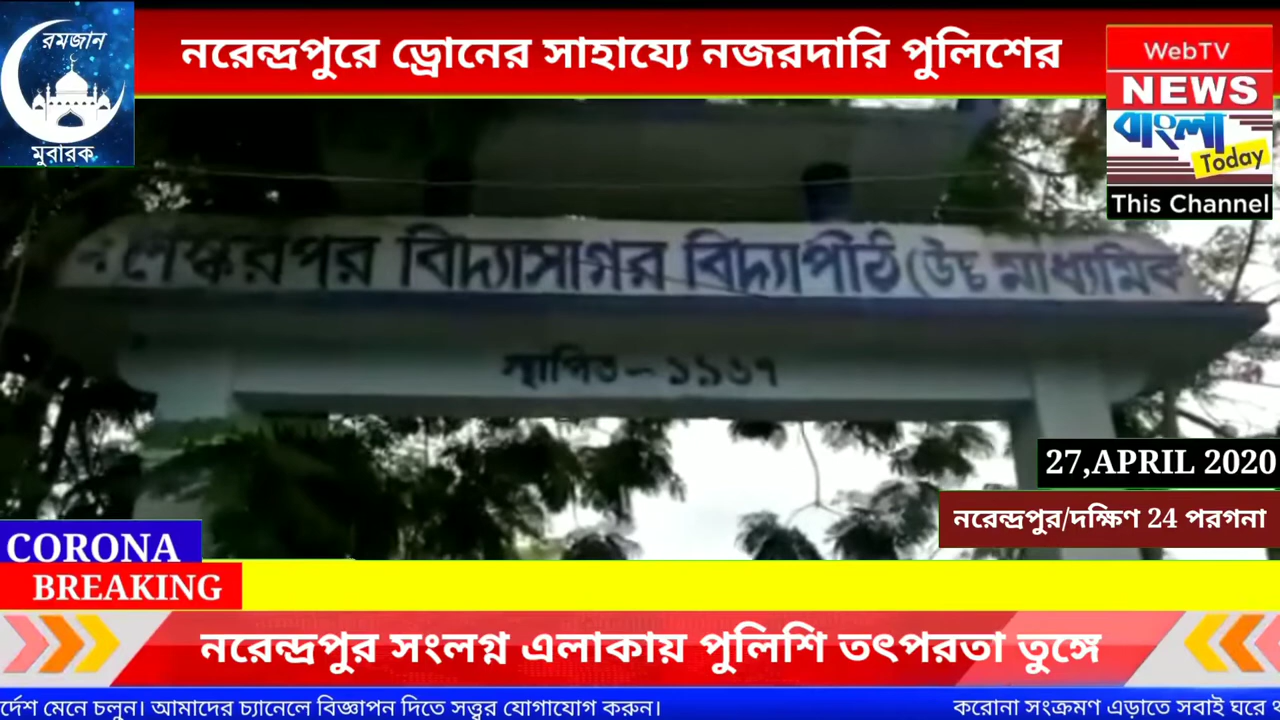 রমজান
মুবারক
নরেন্দ্রপুরে ড্রোনের সাহায্যে নজরদারি পুলিশের
WebTV
NEWS
বাংলা
Today
This Channel
বিদ্যাসাগর বিদ্যাপীঠ (উচ্চ মাধ্যমিক
স্থাপিত - ১৯৬৭
27,APRIL 2020
নরেন্দ্রপুর/দক্ষিণ 24 পরগনা
CORONA
BREAKING
নরেন্দ্রপুর সংলগ্ন এলাকায় পুলিশি তৎপরতা তুঙ্গে
র্দেশ মেনে চলুন। আমাদের চ্যানেলে বিজ্ঞাপন দিতে সত্ত্বর যোগাযোগ করুন।
করোনা সংক্রমণ এড়াতে সবাই ঘরে